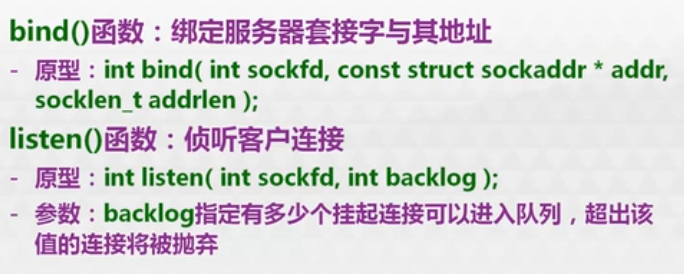 bind()函数：绑定服务器套接字与其地址
- 原型：int bind( int sockfd, const struct sockaddr * addr,
socklen_t addrlen );
listen()函数：侦听客户连接
- 原型：int listen( int sockfd, int backlog );
- 参数：backlog指定有多少个挂起连接可以进入队列，超出该
值的连接将被抛弃